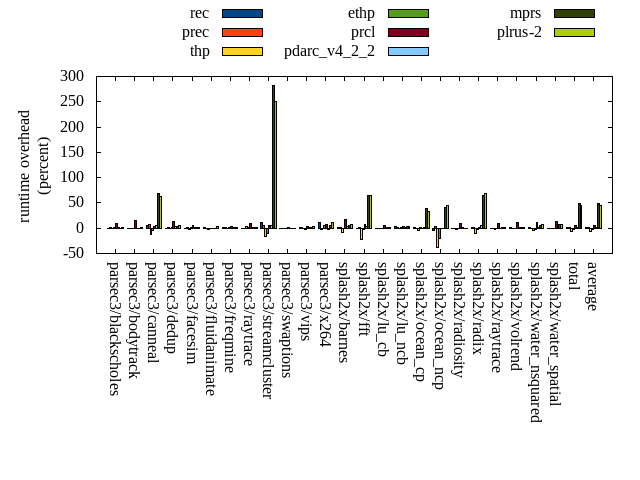 rec
ethp
mprs
prec
prcl
plrus-2
thp
pdarc_v4_2_2
runtime overhead
(percent)
300
250
200
150
100
50
0
-50
parsec3/blackscholes
parsec3/bodytrack
parsec3/canneal
parsec3/dedup
parsec3/facesim
parsec3/fluidanimate
parsec3/freqmine
parsec3/raytrace
parsec3/streamcluster
parsec3/swaptions
parsec3/vips
parsec3/x264
splash2x/barnes
splash2x/fft
splash2x/lu_cb
splash2x/lu_ncb
splash2x/ocean_cp
splash2x/ocean_ncp
splash2x/radiosity
splash2x/radix
splash2x/raytrace
splash2x/volrend
splash2x/water_nsquared
splash2x/water_spatial
total
average